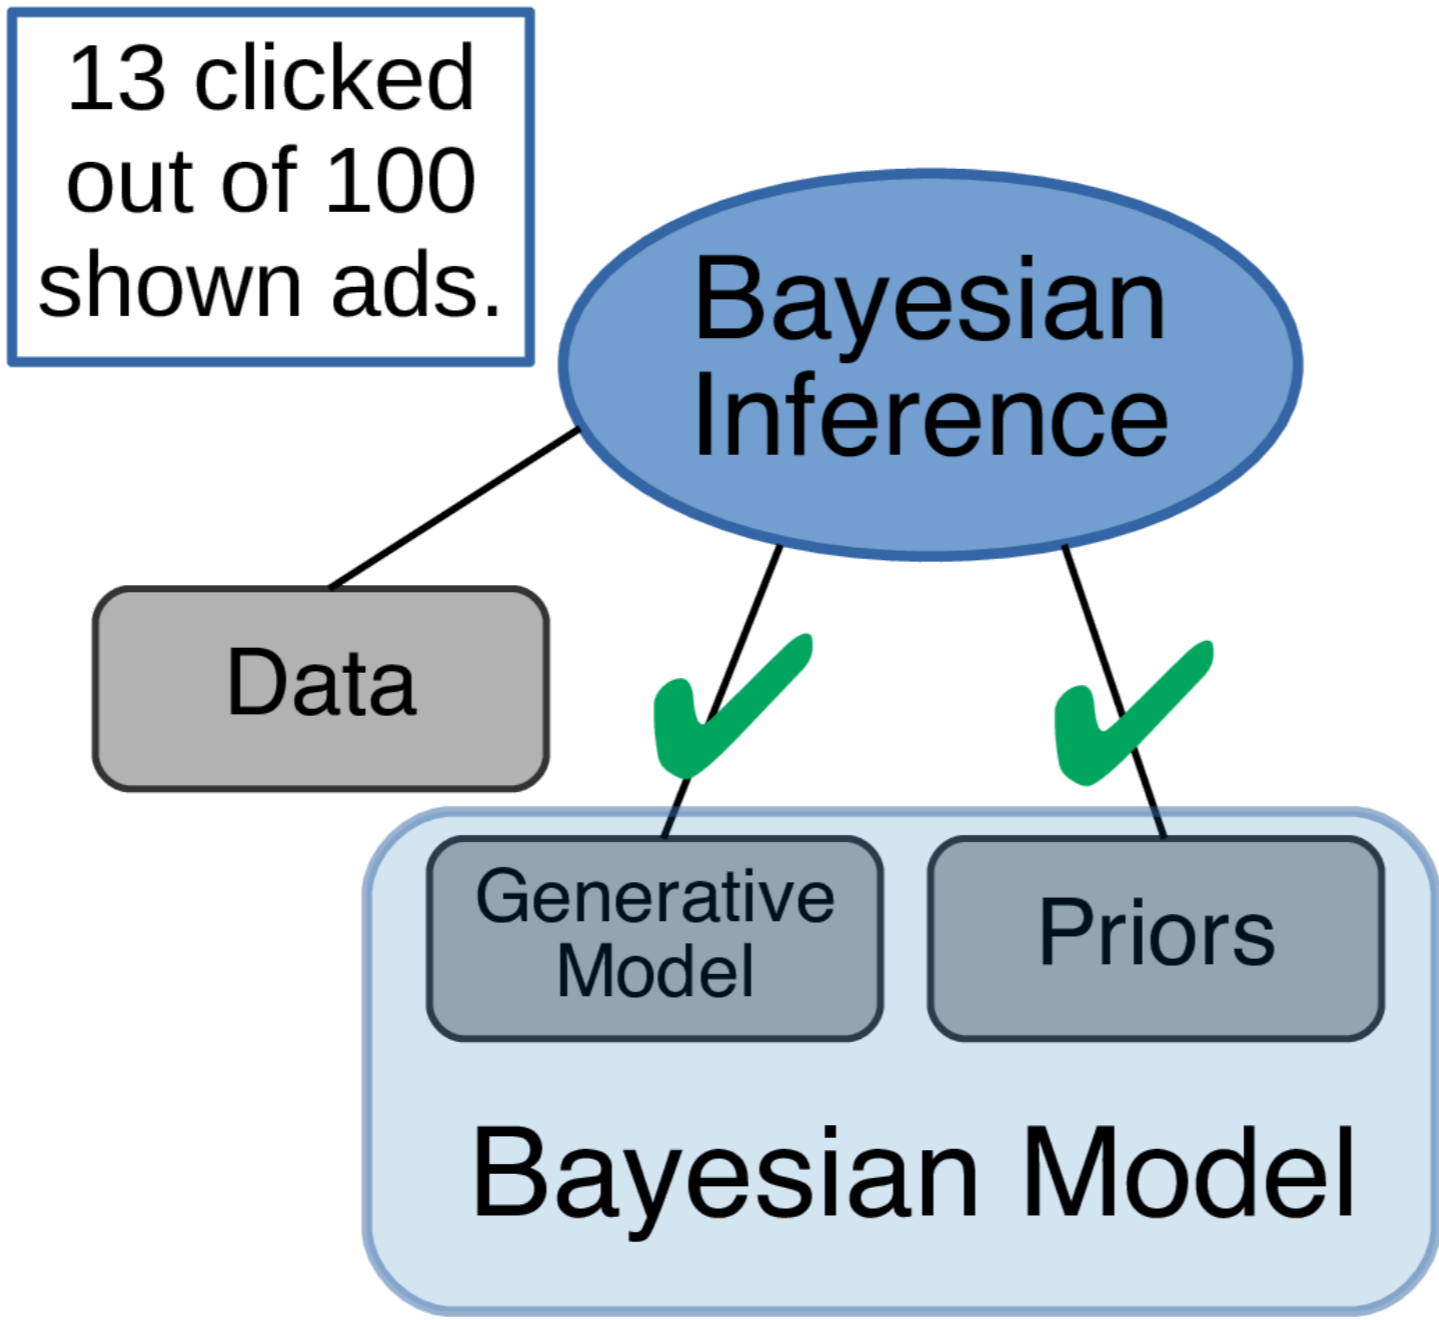 13 clicked
out of 100
shown ads.
Bayesian
Inference
Data
Generative
Model
Priors
Bayesian Model